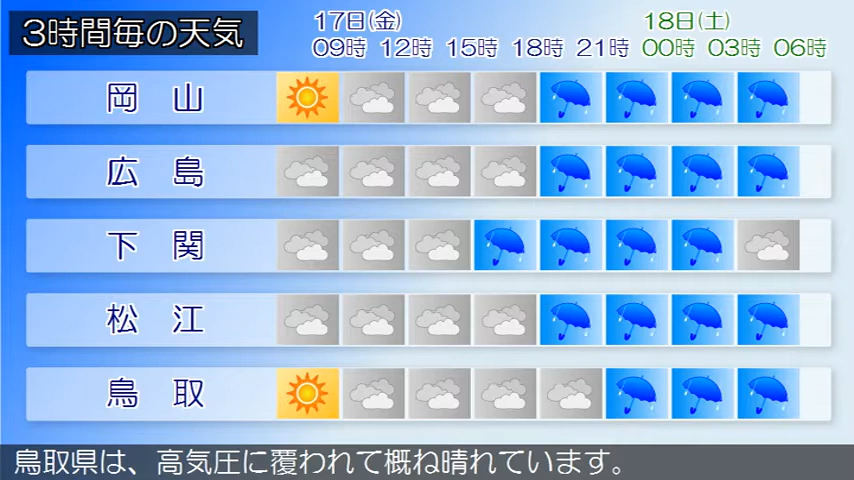 3時間毎の天気
17日(金) 18日(土)
09時 12時 15時 18時 21時 00時 03時 06時
岡山
広島
下関
松江
鳥取
鳥取県は、高気圧に覆われて概ね晴れています。